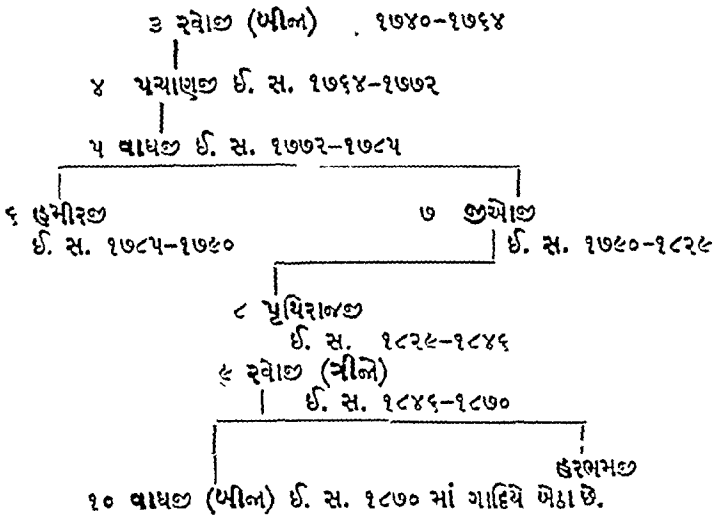 ૩ રવોજી (બીજા) . ૧૭૪૦-૧૭૬૪
૪ પચાણજી ઈ. સ. ૧૭૬૪-૧૭૭૨
૫ વાઘજી ઈ. સ. ૧૭૭૨-૧૭૮૫
૬ હમીરજી ૭ જીઓજી
ઈ. સ. ૧૭૮૫-૧૭૯૦ ઈ. સ. ૧૭૯૦-૧૮૨૯
૮ પૃથિરાજજી
ઈ. સ. ૧૮૨૯-૧૮૪૬
૯ રવોજી (ત્રીજો)
ઈ. સ. ૧૮૪૬-૧૮૭૦
હરભમજી
૧૦ વાઘજી (બીજા) ઈ. સ. ૧૮૭૦ માં ગાદિયે બેઠા છે.